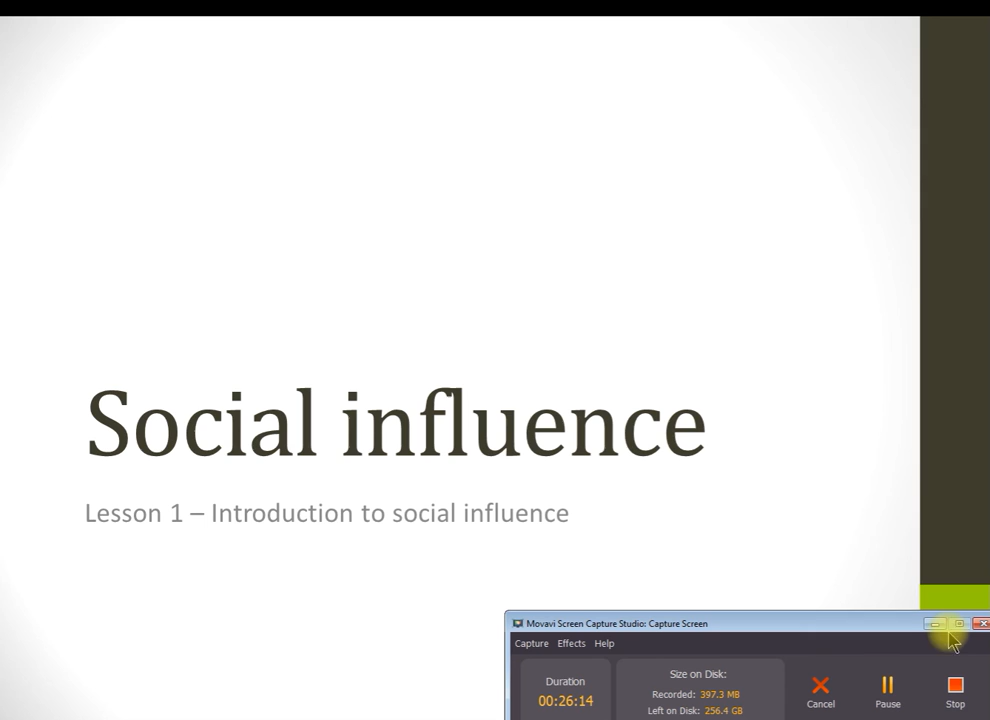 Social influence
Lesson 1 – Introduction to social influence
Movavi Screen Capture Studio: Capture Screen
Capture Effects Help
Duration
00:26:14
Size on Disk:
Recorded: 397.3 MB
Left on Disk: 256.4 GB
Cancel
Pause
Stop